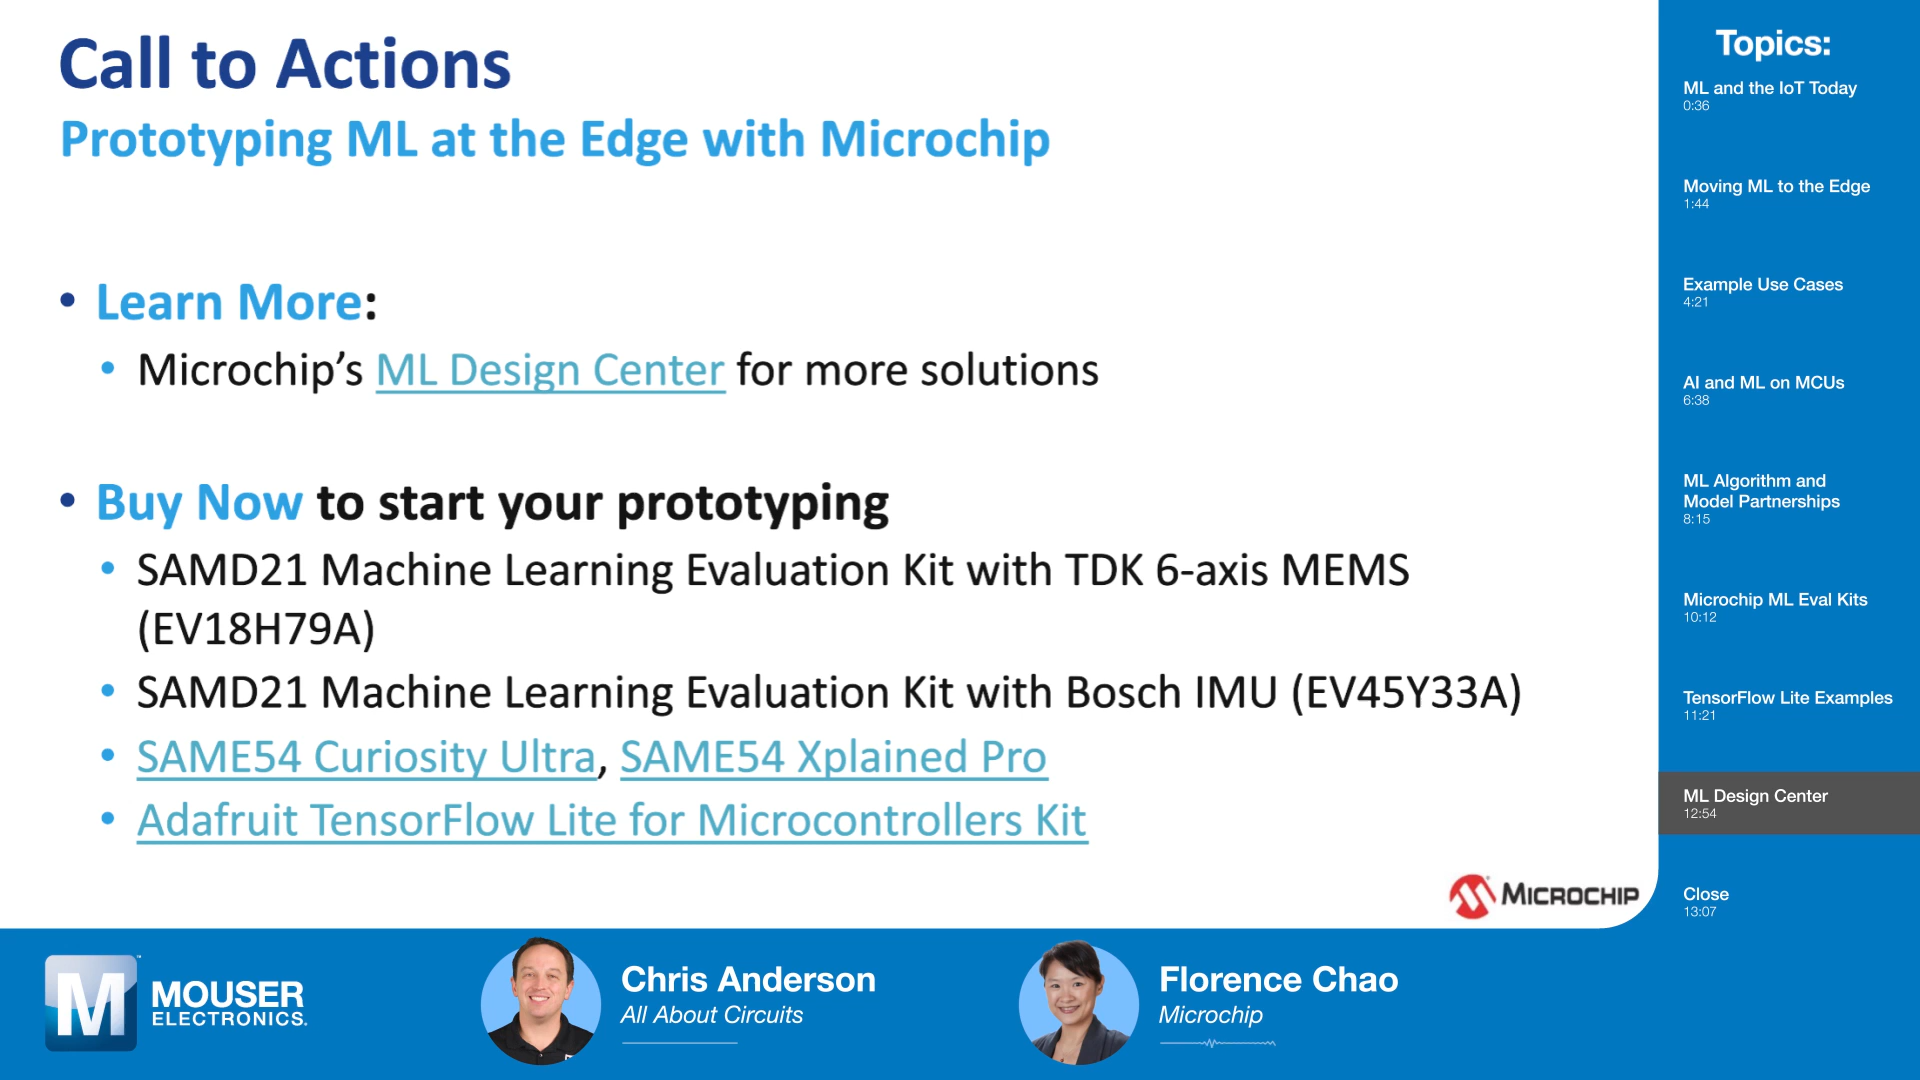 Call to Actions
Prototyping ML at the Edge with Microchip
• Learn More:
• Microchip’s ML Design Center for more solutions
• Buy Now to start your prototyping
• SAMD21 Machine Learning Evaluation Kit with TDK 6-axis MEMS
(EV18H79A)
• SAMD21 Machine Learning Evaluation Kit with Bosch IMU (EV45Y33A)
• SAME54 Curiosity Ultra, SAME54 Xplained Pro
• Adafruit TensorFlow Lite for Microcontrollers Kit
MICROCHIP
Topics:
ML and the IoT Today
0:36
Moving ML to the Edge
1:44
Example Use Cases
4:21
AI and ML on MCUs
6:38
ML Algorithm and
Model Partnerships
8:15
Microchip ML Eval Kits
10:12
TensorFlow Lite Examples
11:21
ML Design Center
12:54
Close
13:07
M
MOUSER
ELECTRONICS.
Chris Anderson
All About Circuits
Florence Chao
Microchip